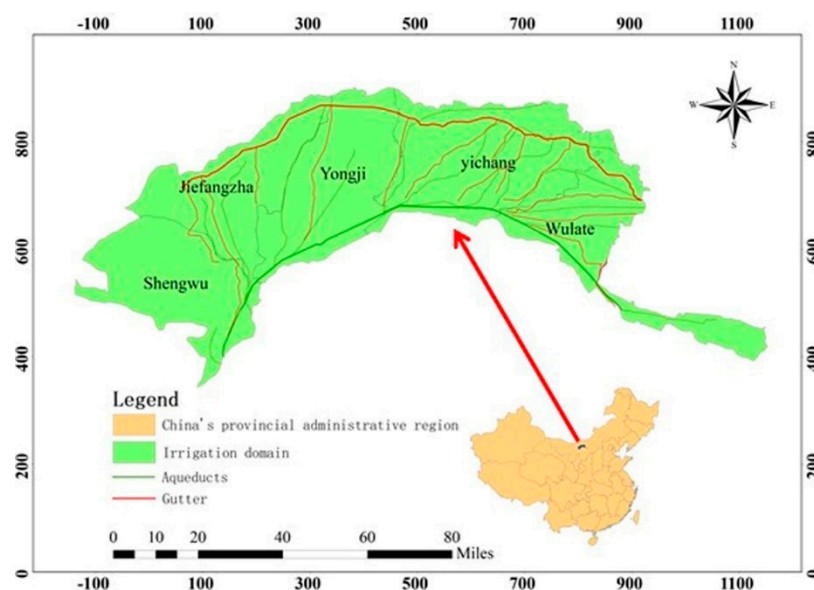 -100 100 300 500 700 900 1100
800
600
400
200
0
800
600
400
200
0
N
W E
S
Jiefangzha
Yongji
yichang
Wulate
Shengwu
Legend
China's provincial administrative region
Irrigation domain
Aqueducts
Gutter
0 10 20 40 60 80
Miles
-100 100 300 500 700 900 1100